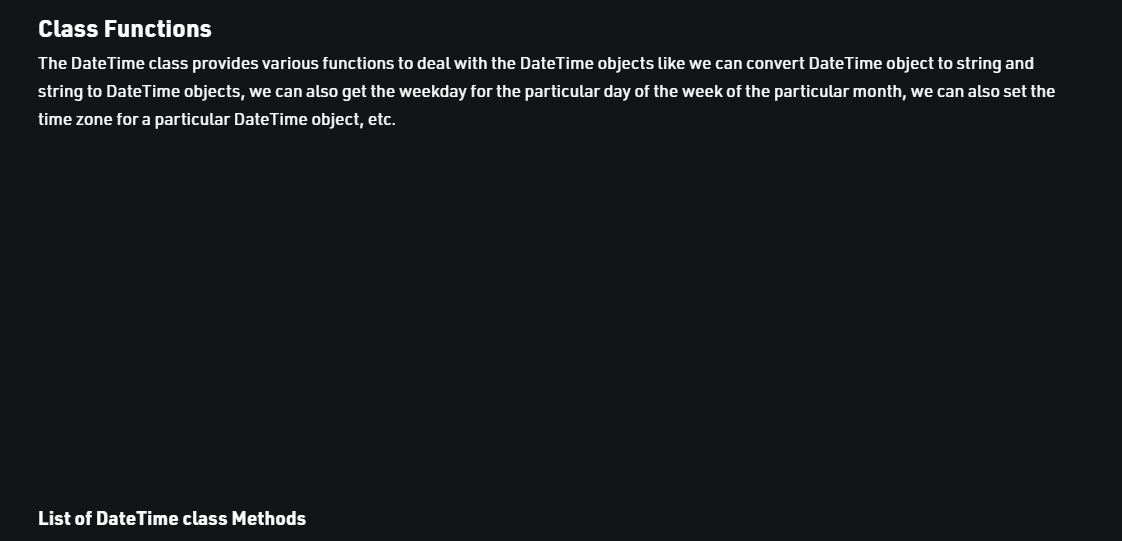 Class Functions
The DateTime class provides various functions to deal with the DateTime objects like we can convert DateTime object to string and
string to DateTime objects, we can also get the weekday for the particular day of the week of the particular month, we can also set the
time zone for a particular DateTime object, etc.
List of DateTime class Methods